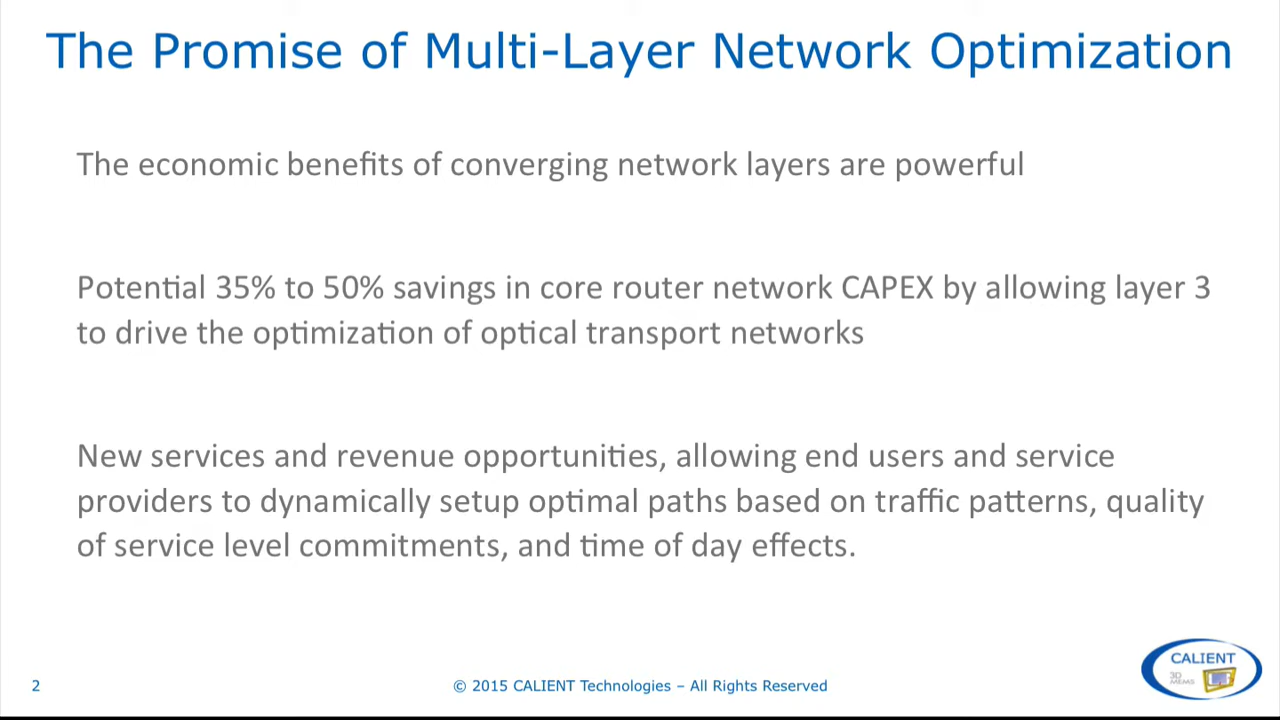 The Promise of Multi-Layer Network Optimization
The economic benefits of converging network layers are powerful
Potential 35% to 50% savings in core router network CAPEX by allowing layer 3
to drive the optimization of optical transport networks
New services and revenue opportunities, allowing end users and service
providers to dynamically setup optimal paths based on traffic patterns, quality
of service level commitments, and time of day effects.
2
© 2015 CALIENT Technologies – All Rights Reserved
CALIENT
3D
MEMS